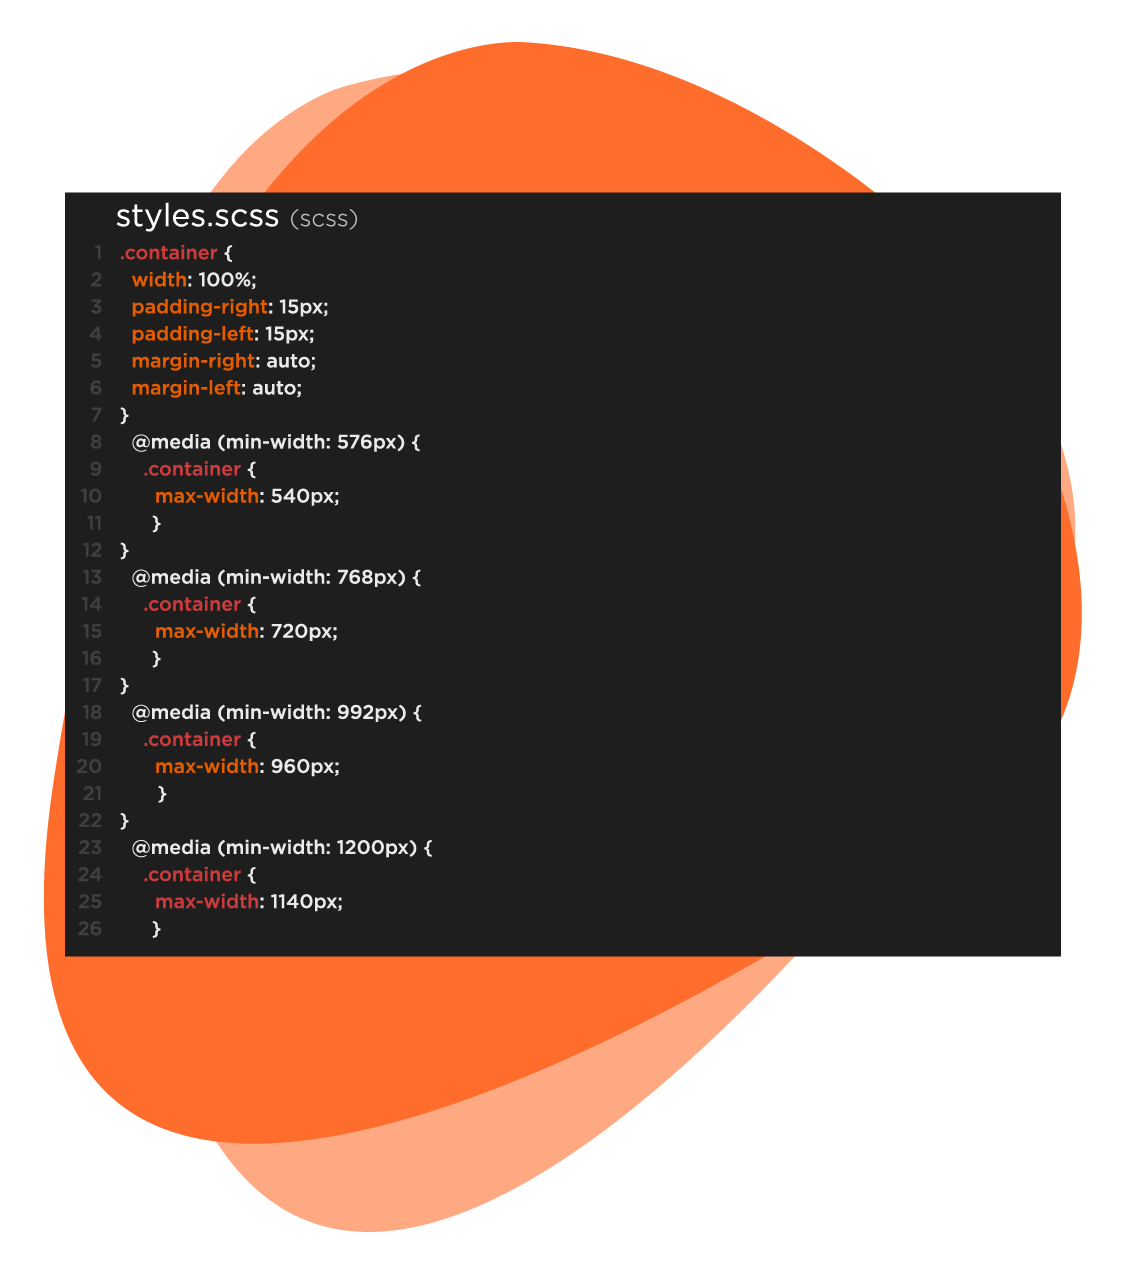 styles.scss (scss)
1 .container {
2 width: 100%;
3 padding-right: 15px;
4 padding-left: 15px;
5 margin-right: auto;
6 margin-left: auto;
7 }
8 @media (min-width: 576px) {
9 .container {
10 max-width: 540px;
11 }
12 }
13 @media (min-width: 768px) {
14 .container {
15 max-width: 720px;
16 }
17 }
18 @media (min-width: 992px) {
19 .container {
20 max-width: 960px;
21 }
22 }
23 @media (min-width: 1200px) {
24 .container {
25 max-width: 1140px;
26 }